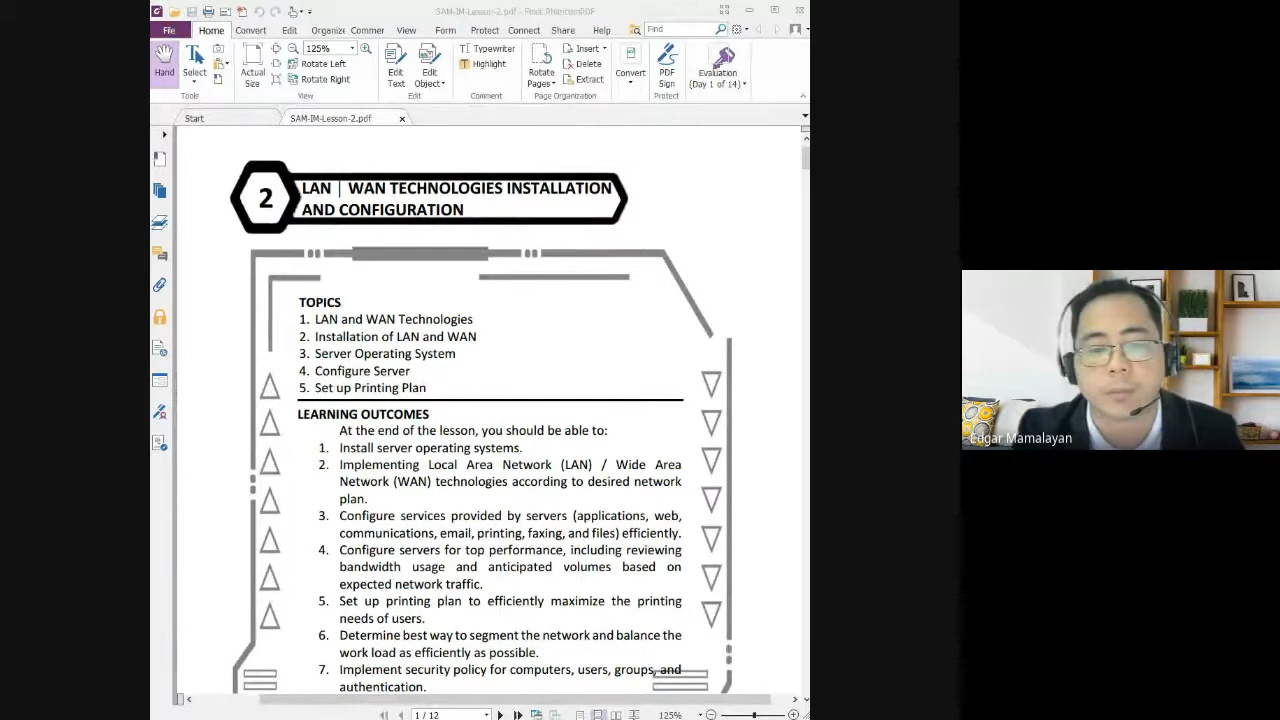 SAM-IM-Lesson-2.pdf - Foxit PhantomPDF
File Home Convert Edit Organiz Commer View Form Protect Connect Share Help Find
Hand
Select
Tools
Actual Size
125%
Rotate Left
Rotate Right
View
Edit Text
Edit Object
Edit
Typewriter
Highlight
Comment
Rotate Pages
Insert
Delete
Extract
Page Organization
Convert
PDF Sign
Protect
Evaluation
(Day 1 of 14)
Start
SAM-IM-Lesson-2.pdf
2
LAN | WAN TECHNOLOGIES INSTALLATION
AND CONFIGURATION
TOPICS
1. LAN and WAN Technologies
2. Installation of LAN and WAN
3. Server Operating System
4. Configure Server
5. Set up Printing Plan
LEARNING OUTCOMES
At the end of the lesson, you should be able to:
1. Install server operating systems.
2. Implementing Local Area Network (LAN) / Wide Area
Network (WAN) technologies according to desired network
plan.
3. Configure services provided by servers (applications, web,
communications, email, printing, faxing, and files) efficiently.
4. Configure servers for top performance, including reviewing
bandwidth usage and anticipated volumes based on
expected network traffic.
5. Set up printing plan to efficiently maximize the printing
needs of users.
6. Determine best way to segment the network and balance the
work load as efficiently as possible.
7. Implement security policy for computers, users, groups, and
authentication.
1 / 12
125%
Edgar Mamalayan